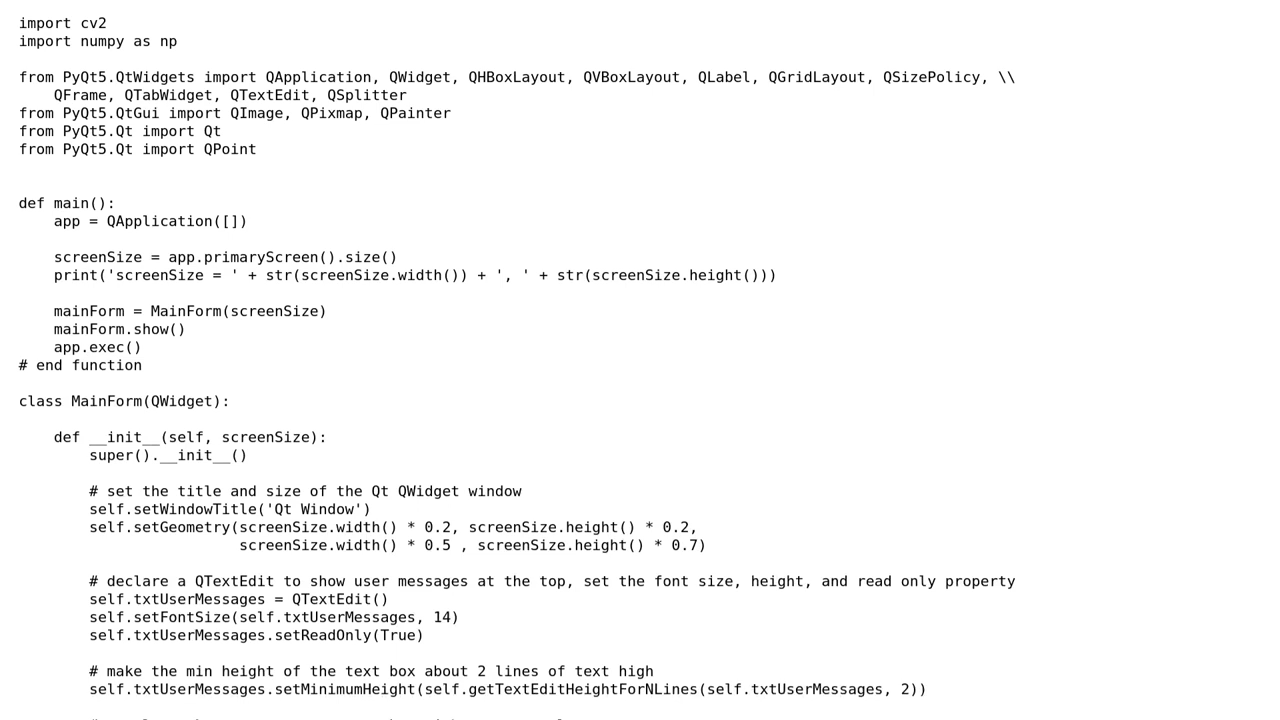 import cv2
import numpy as np

from PyQt5.QtWidgets import QApplication, QWidget, QHBoxLayout, QVBoxLayout, QLabel, QGridLayout, QSizePolicy, \\
    QFrame, QTabWidget, QTextEdit, QSplitter
from PyQt5.QtGui import QImage, QPixmap, QPainter
from PyQt5.Qt import Qt
from PyQt5.Qt import QPoint


def main():
    app = QApplication([])

    screenSize = app.primaryScreen().size()
    print('screenSize = ' + str(screenSize.width()) + ', ' + str(screenSize.height()))

    mainForm = MainForm(screenSize)
    mainForm.show()
    app.exec()
# end function

class MainForm(QWidget):

    def __init__(self, screenSize):
        super().__init__()

        # set the title and size of the Qt QWidget window
        self.setWindowTitle('Qt Window')
        self.setGeometry(screenSize.width() * 0.2, screenSize.height() * 0.2,
                         screenSize.width() * 0.5 , screenSize.height() * 0.7)

        # declare a QTextEdit to show user messages at the top, set the font size, height, and read only property
        self.txtUserMessages = QTextEdit()
        self.setFontSize(self.txtUserMessages, 14)
        self.txtUserMessages.setReadOnly(True)

        # make the min height of the text box about 2 lines of text high
        self.txtUserMessages.setMinimumHeight(self.getTextEditHeightForNLines(self.txtUserMessages, 2))